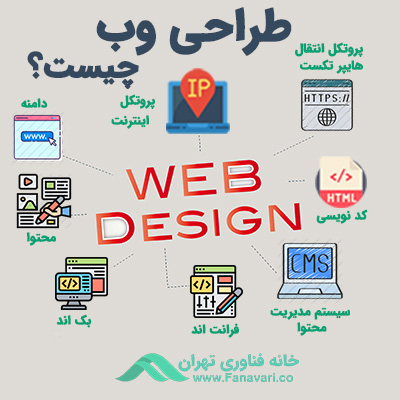 طراحی وب
چیست؟
پروتکل انتقال
هایپر تکست
HTTPS://
پروتکل
اینترنت
IP
دامنه
www.
WEB
DESIGN
</>
HTML
کد نویسی
محتوا
CMS
سیستم مدیریت
محتوا
</>
فرانت اند
</>
بک اند
خانه فناوری تهران
www.Fanavari.co